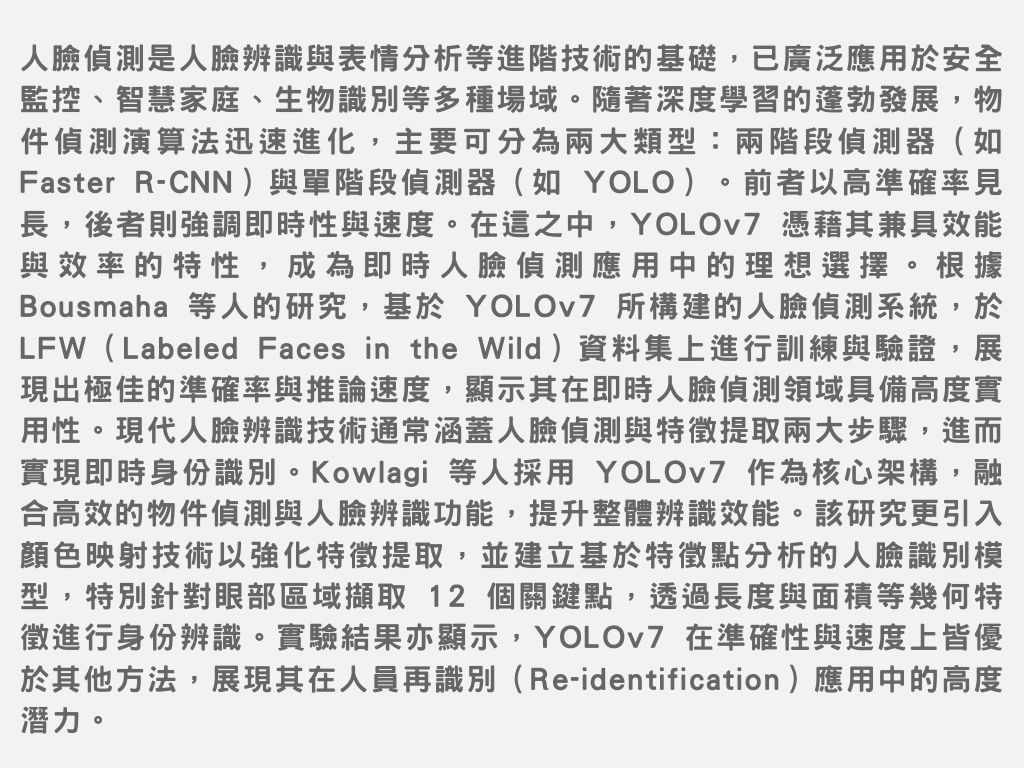 人臉偵測是人臉辨識與表情分析等進階技術的基礎，已廣泛應用於安全
監控、智慧家庭、生物識別等多種場域。隨著深度學習的蓬勃發展，物
件偵測演算法迅速進化，主要可分為兩大類型：兩階段偵測器（如
Faster R-CNN）與單階段偵測器（如 YOLO）。前者以高準確率見
長，後者則強調即時性與速度。在這之中，YOLOv7 憑藉其兼具效能
與效率的特性，成為即時人臉偵測應用中的理想選擇。根據
Bousmaha 等人的研究，基於 YOLOv7 所構建的人臉偵測系統，於
LFW（Labeled Faces in the Wild）資料集上進行訓練與驗證，展
現出極佳的準確率與推論速度，顯示其在即時人臉偵測領域具備高度實
用性。現代人臉辨識技術通常涵蓋人臉偵測與特徵提取兩大步驟，進而
實現即時身份識別。Kowlagi 等人採用 YOLOv7 作為核心架構，融
合高效的物件偵測與人臉辨識功能，提升整體辨識效能。該研究更引入
顏色映射技術以強化特徵提取，並建立基於特徵點分析的人臉識別模
型，特別針對眼部區域擷取 12 個關鍵點，透過長度與面積等幾何特
徵進行身份辨識。實驗結果亦顯示，YOLOv7 在準確性與速度上皆優
於其他方法，展現其在人員再識別（Re-identification）應用中的高度
潛力。